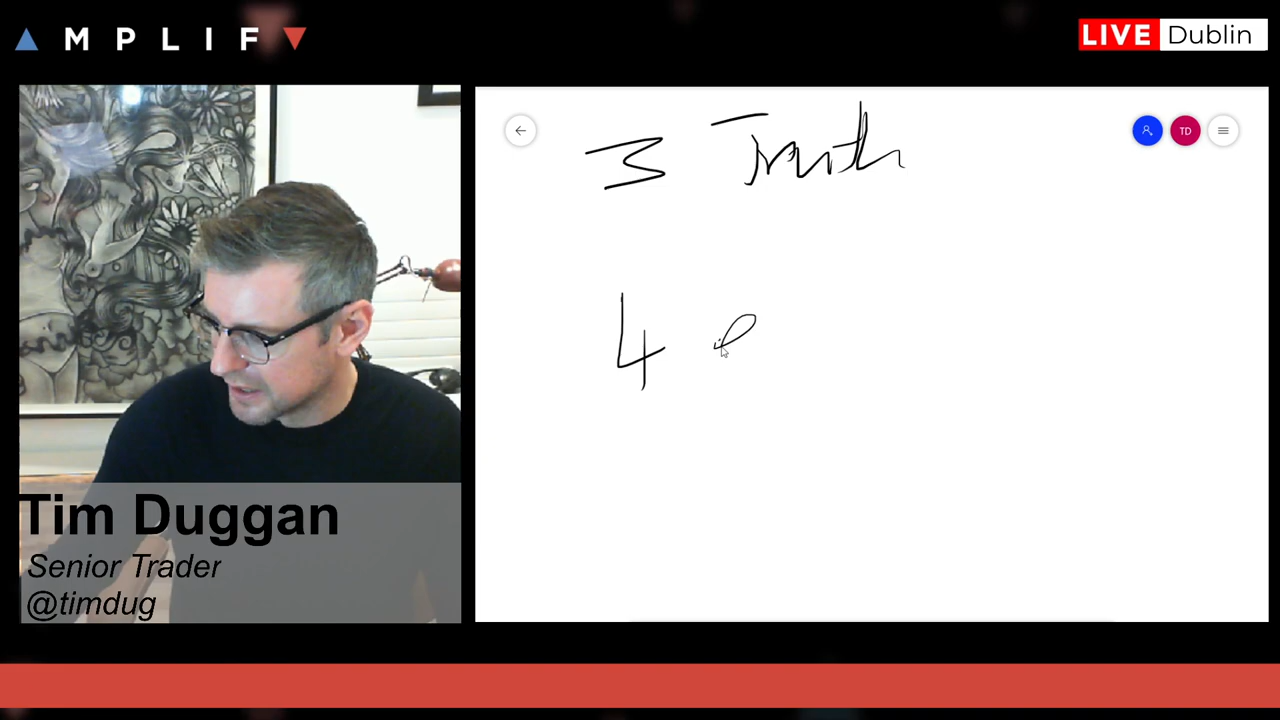 AMPLIFY
LIVE Dublin
TD
3 Truth
4
Tim Duggan
Senior Trader
@timdug